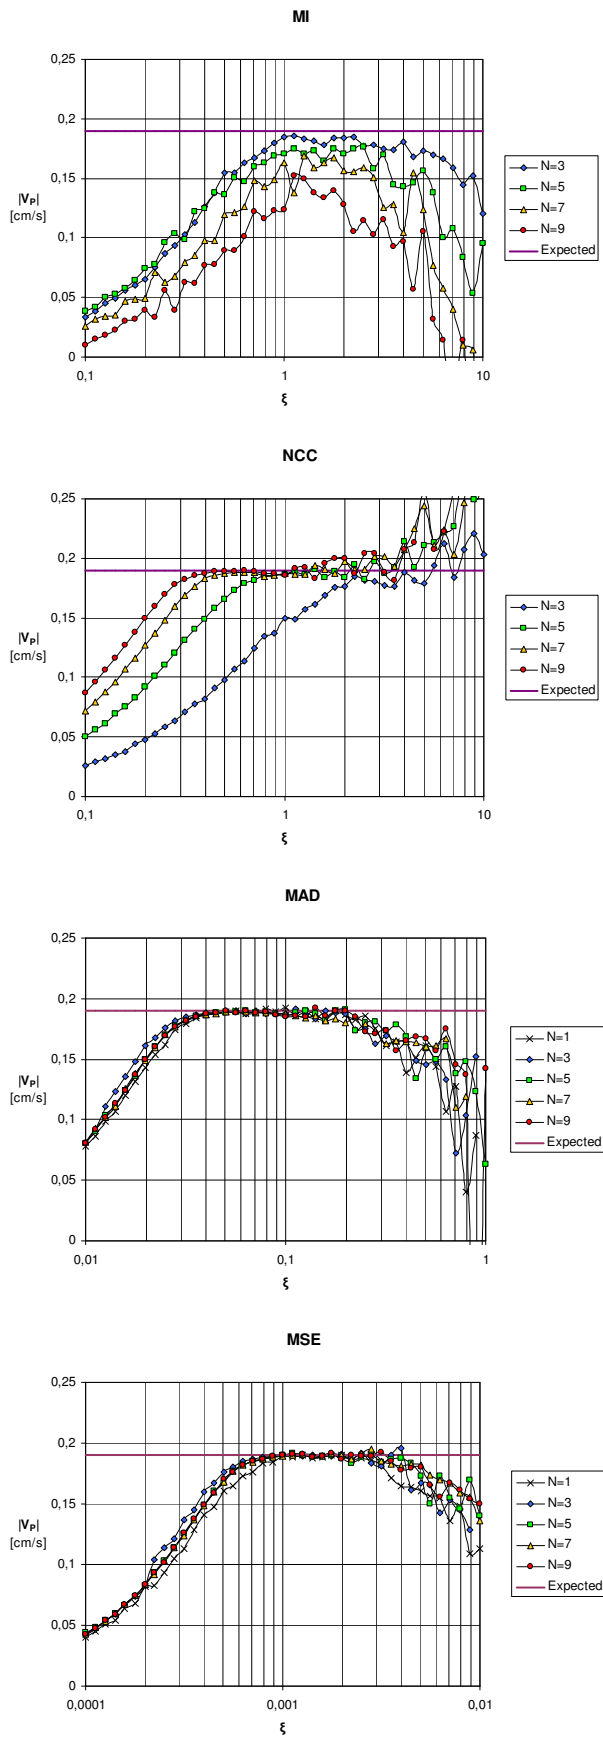 MI
0,25
0,2
0,15
0,1
0,05
0
|VP|
[cm/s]
0,1
1
10
ξ
N=3
N=5
N=7
N=9
Expected
NCC
0,25
0,2
0,15
0,1
0,05
0
|VP|
[cm/s]
0,1
1
10
ξ
N=3
N=5
N=7
N=9
Expected
MAD
0,25
0,2
0,15
0,1
0,05
0
|VP|
[cm/s]
0,01
0,1
1
ξ
N=1
N=3
N=5
N=7
N=9
Expected
MSE
0,25
0,2
0,15
0,1
0,05
0
|VP|
[cm/s]
0,0001
0,001
0,01
ξ
N=1
N=3
N=5
N=7
N=9
Expected